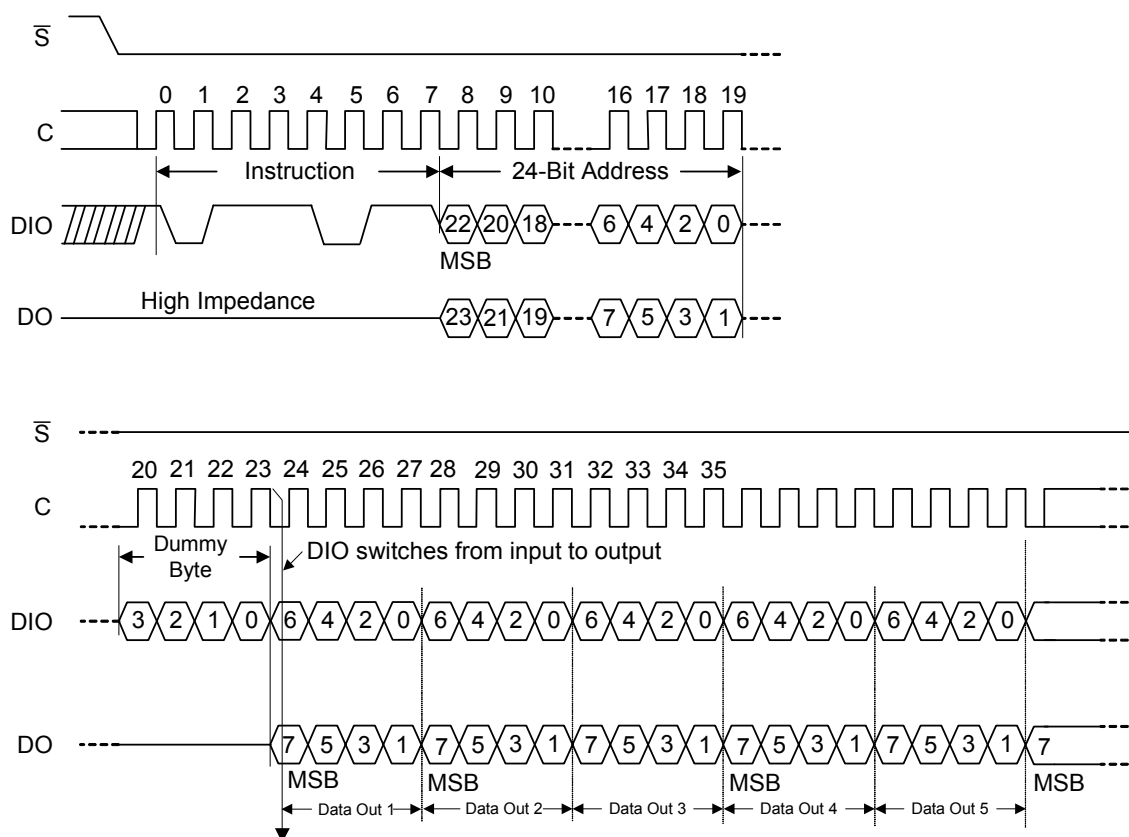 S
0 1 2 3 4 5 6 7 8 9 10 16 17 18 19
C
Instruction 24-Bit Address
DIO 22 20 18 6 4 2 0
MSB
High Impedance
DO 23 21 19 7 5 3 1
S
20 21 22 23 24 25 26 27 28 29 30 31 32 33 34 35
C
Dummy
Byte
DIO switches from input to output
DIO 3 2 1 0 6 4 2 0 6 4 2 0 6 4 2 0 6 4 2 0 6 4 2 0
DO 7 5 3 1 7 5 3 1 7 5 3 1 7 5 3 1 7 5 3 1 7
MSB MSB MSB MSB
Data Out 1 Data Out 2 Data Out 3 Data Out 4 Data Out 5